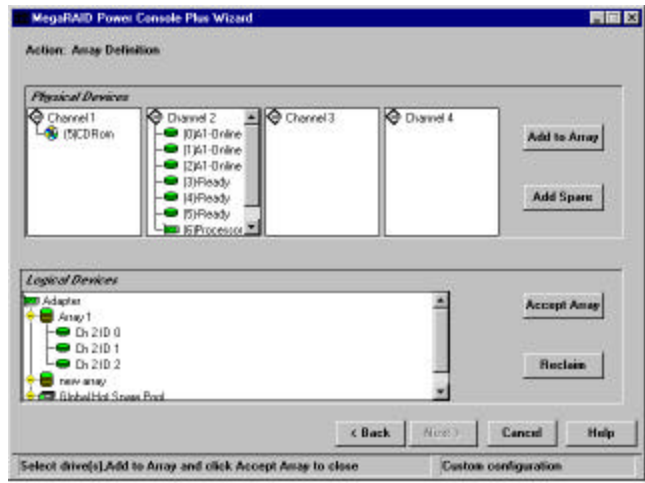 MegaRAID Power Console Plus Wizard
Action: Array Definition
Physical Devices
Channel 1
(5)CD Rom
Channel 2
(0)A1-Online
(1)A1-Online
(2)A1-Online
(3)Ready
(4)Ready
(5)Ready
(6)Processor
Channel 3
Channel 4
Add to Array
Add Spare
Logical Devices
Adapter
Array 1
Ch 2 ID 0
Ch 2 ID 1
Ch 2 ID 2
new array
Global Hot Spare Pool
Accept Array
Reclaim
< Back
Next >
Cancel
Help
Select drive(s),Add to Array and click Accept Array to close
Custom configuration